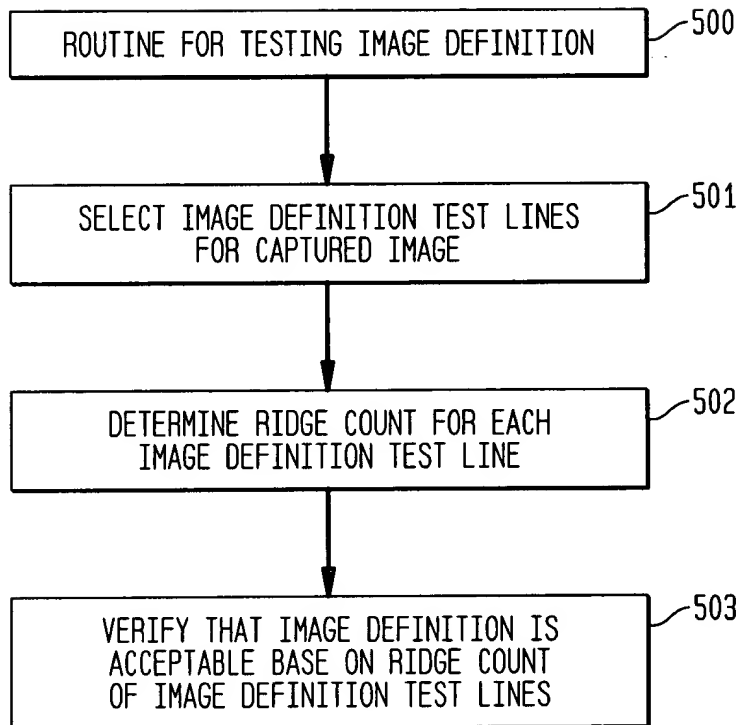 ROUTINE FOR TESTING IMAGE DEFINITION
500
SELECT IMAGE DEFINITION TEST LINES
FOR CAPTURED IMAGE
501
DETERMINE RIDGE COUNT FOR EACH
IMAGE DEFINITION TEST LINE
502
VERIFY THAT IMAGE DEFINITION IS
ACCEPTABLE BASE ON RIDGE COUNT
OF IMAGE DEFINITION TEST LINES
503